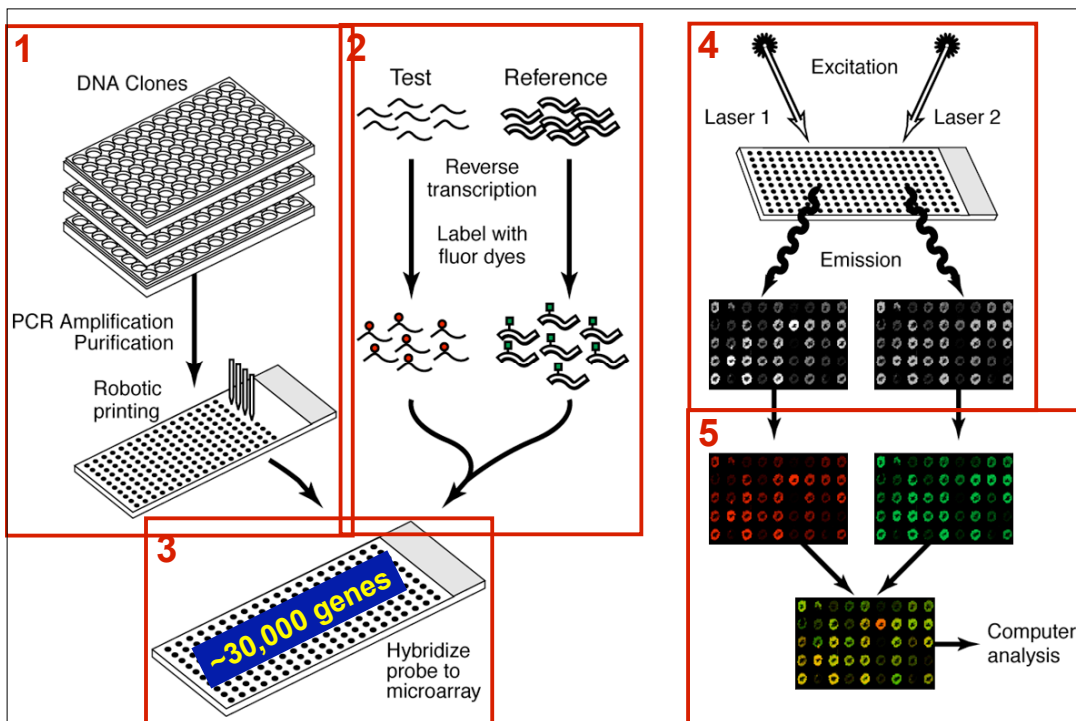 1
DNA Clones
PCR Amplification
Purification
Robotic
printing
2
Test
Reference
Reverse
transcription
Label with
fluor dyes
3
~30,000 genes
Hybridize
probe to
microarray
4
Excitation
Laser 1
Laser 2
Emission
5
Computer
analysis